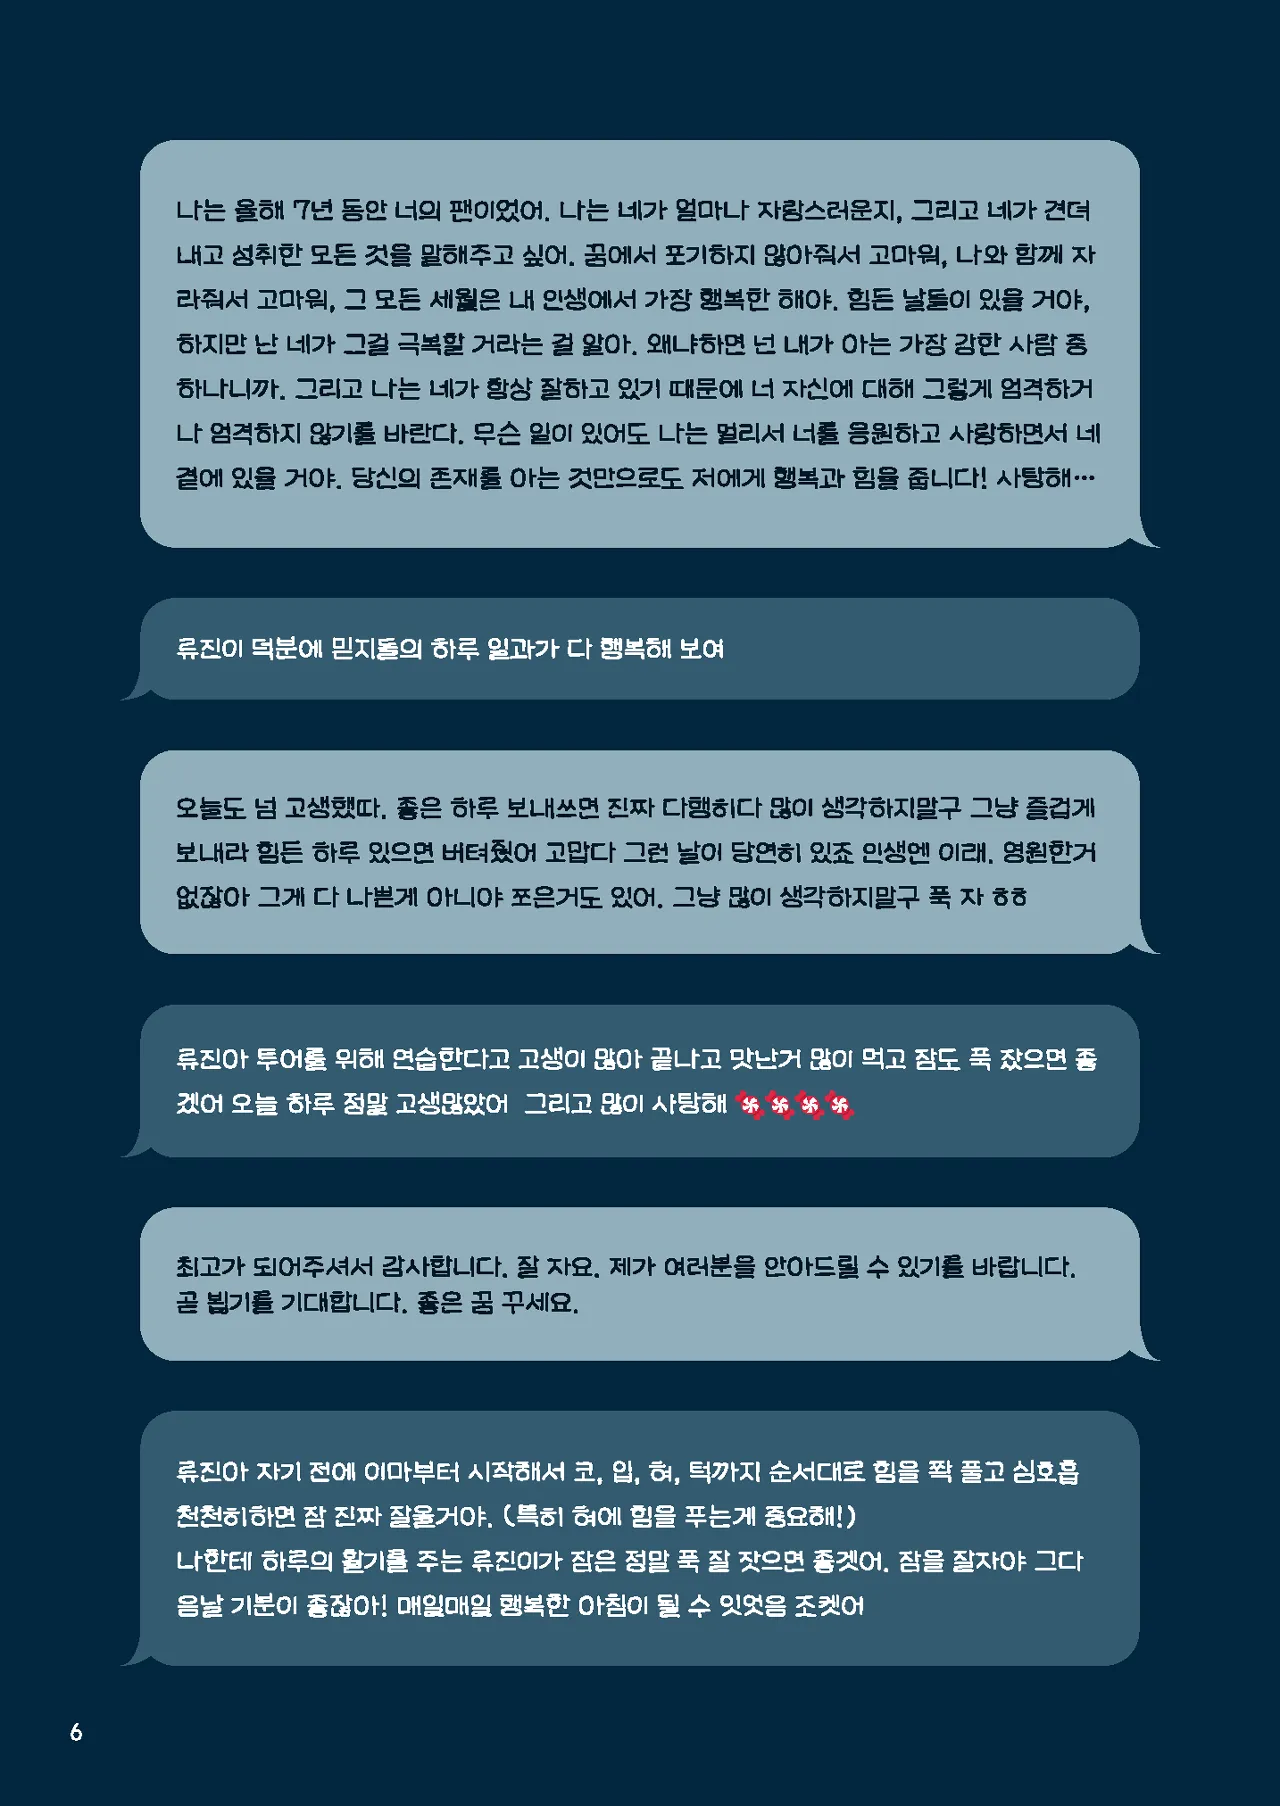 나는 올해 7년 동안 너의 팬이었어. 나는 네가 얼마나 자랑스러운지, 그리고 네가 견뎌
내고 성취한 모든 것을 말해주고 싶어. 꿈에서 포기하지 않아줘서 고마워, 나와 함께 자
라줘서 고마워, 그 모든 세월은 내 인생에서 가장 행복한 해야. 힘든 날들이 있을 거야,
하지만 난 네가 그걸 극복할 거라는 걸 알아. 왜냐하면 넌 내가 아는 가장 강한 사람 중
하나니까. 그리고 나는 네가 항상 잘하고 있기 때문에 너 자신에 대해 그렇게 엄격하거
나 엄격하지 않기를 바란다. 무슨 일이 있어도 나는 멀리서 너를 응원하고 사랑하면서 네
곁에 있을 거야. 당신의 존재를 아는 것만으로도 저에게 행복과 힘을 줍니다! 사탕해…
류진이 덕분에 믿지들의 하루 일과가 다 행복해 보여
오늘도 넘 고생했따. 좋은 하루 보내쓰면 진짜 다행히다 많이 생각하지말구 그냥 즐겁게
보내라 힘든 하루 있으면 버텨줬어 고맙다 그런 날이 당연히 있죠 인생엔 이래. 영원한거
없잖아 그게 다 나쁜게 아니야 쪼은거도 있어. 그냥 많이 생각하지말구 푹 자 ㅎㅎ
류진아 투어를 위해 연습한다고 고생이 많아 끝나고 맛난거 많이 먹고 잠도 푹 잤으면 좋
겠어 오늘 하루 정말 고생많았어 그리고 많이 사탕해 🍬🍬🍬🍬
최고가 되어주셔서 감사합니다. 잘 자요. 제가 여러분을 안아드릴 수 있기를 바랍니다.
곧 뵙기를 기대합니다. 좋은 꿈 꾸세요.
류진아 자기 전에 이마부터 시작해서 코, 입, 혀, 턱까지 순서대로 힘을 쫙 풀고 심호흡
천천히하면 잠 진짜 잘올거야. (특히 혀에 힘을 푸는게 중요해!)
나한테 하루의 활기를 주는 류진이가 잠은 정말 푹 잘 잣으면 좋겟어. 잠을 잘자야 그다
음날 기분이 좋잖아! 매일매일 행복한 아침이 될 수 잇엇음 조켓어
6